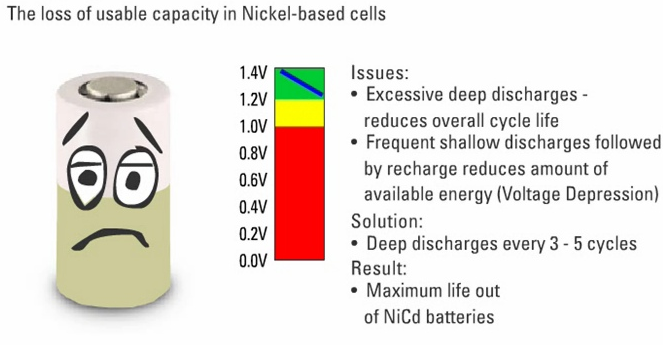 The loss of usable capacity in Nickel-based cells
1.4V
1.2V
1.0V
0.8V
0.6V
0.4V
0.2V
0.0V
Issues:
• Excessive deep discharges -
reduces overall cycle life
• Frequent shallow discharges followed
by recharge reduces amount of
available energy (Voltage Depression)
Solution:
• Deep discharges every 3 - 5 cycles
Result:
• Maximum life out
of NiCd batteries